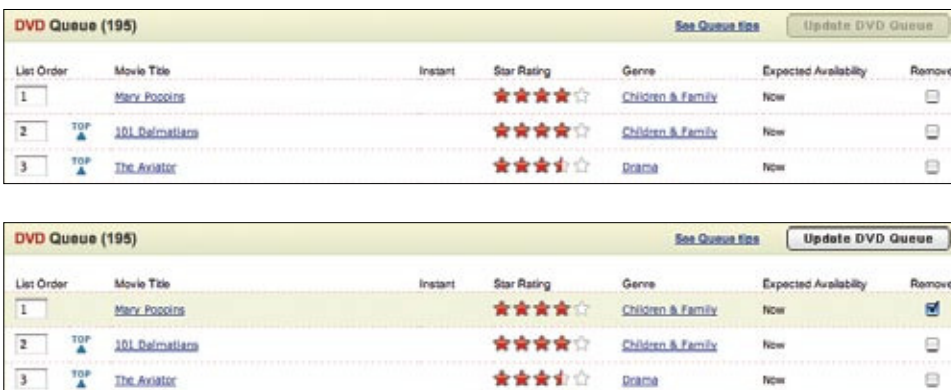 DVD Queue (195) See Queue tips Update DVD Queue
List Order Movie Title Instant Star Rating Genre Expected Availability Remove
1 Mary Poppins Children & Family Now
2 TOP 101 Dalmatians Children & Family Now
3 TOP The Aviator Drama Now
DVD Queue (195) See Queue tips Update DVD Queue
List Order Movie Title Instant Star Rating Genre Expected Availability Remove
1 Mary Poppins Children & Family Now
2 TOP 101 Dalmatians Children & Family Now
3 TOP The Aviator Drama Now